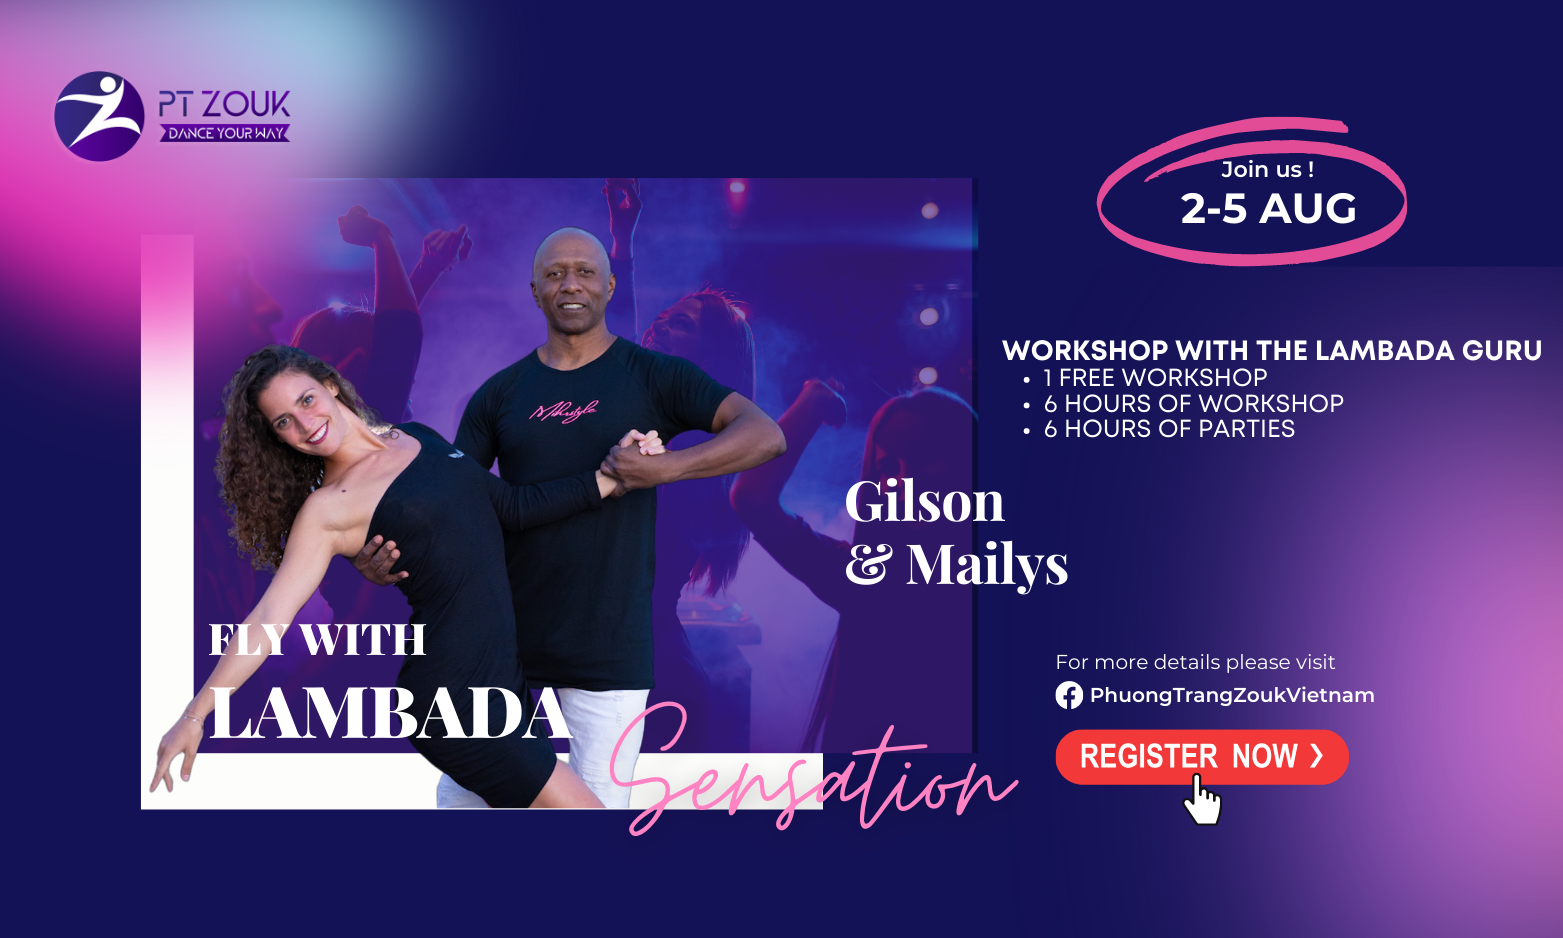 PT ZOUK
DANCE YOUR WAY
Join us !
2-5 AUG
WORKSHOP WITH THE LAMBADA GURU
• 1 FREE WORKSHOP
• 6 HOURS OF WORKSHOP
• 6 HOURS OF PARTIES
Gilson
& Mailys
FLY WITH
LAMBADA
Sensation
For more details please visit
PhuongTrangZoukVietnam
REGISTER NOW ❯